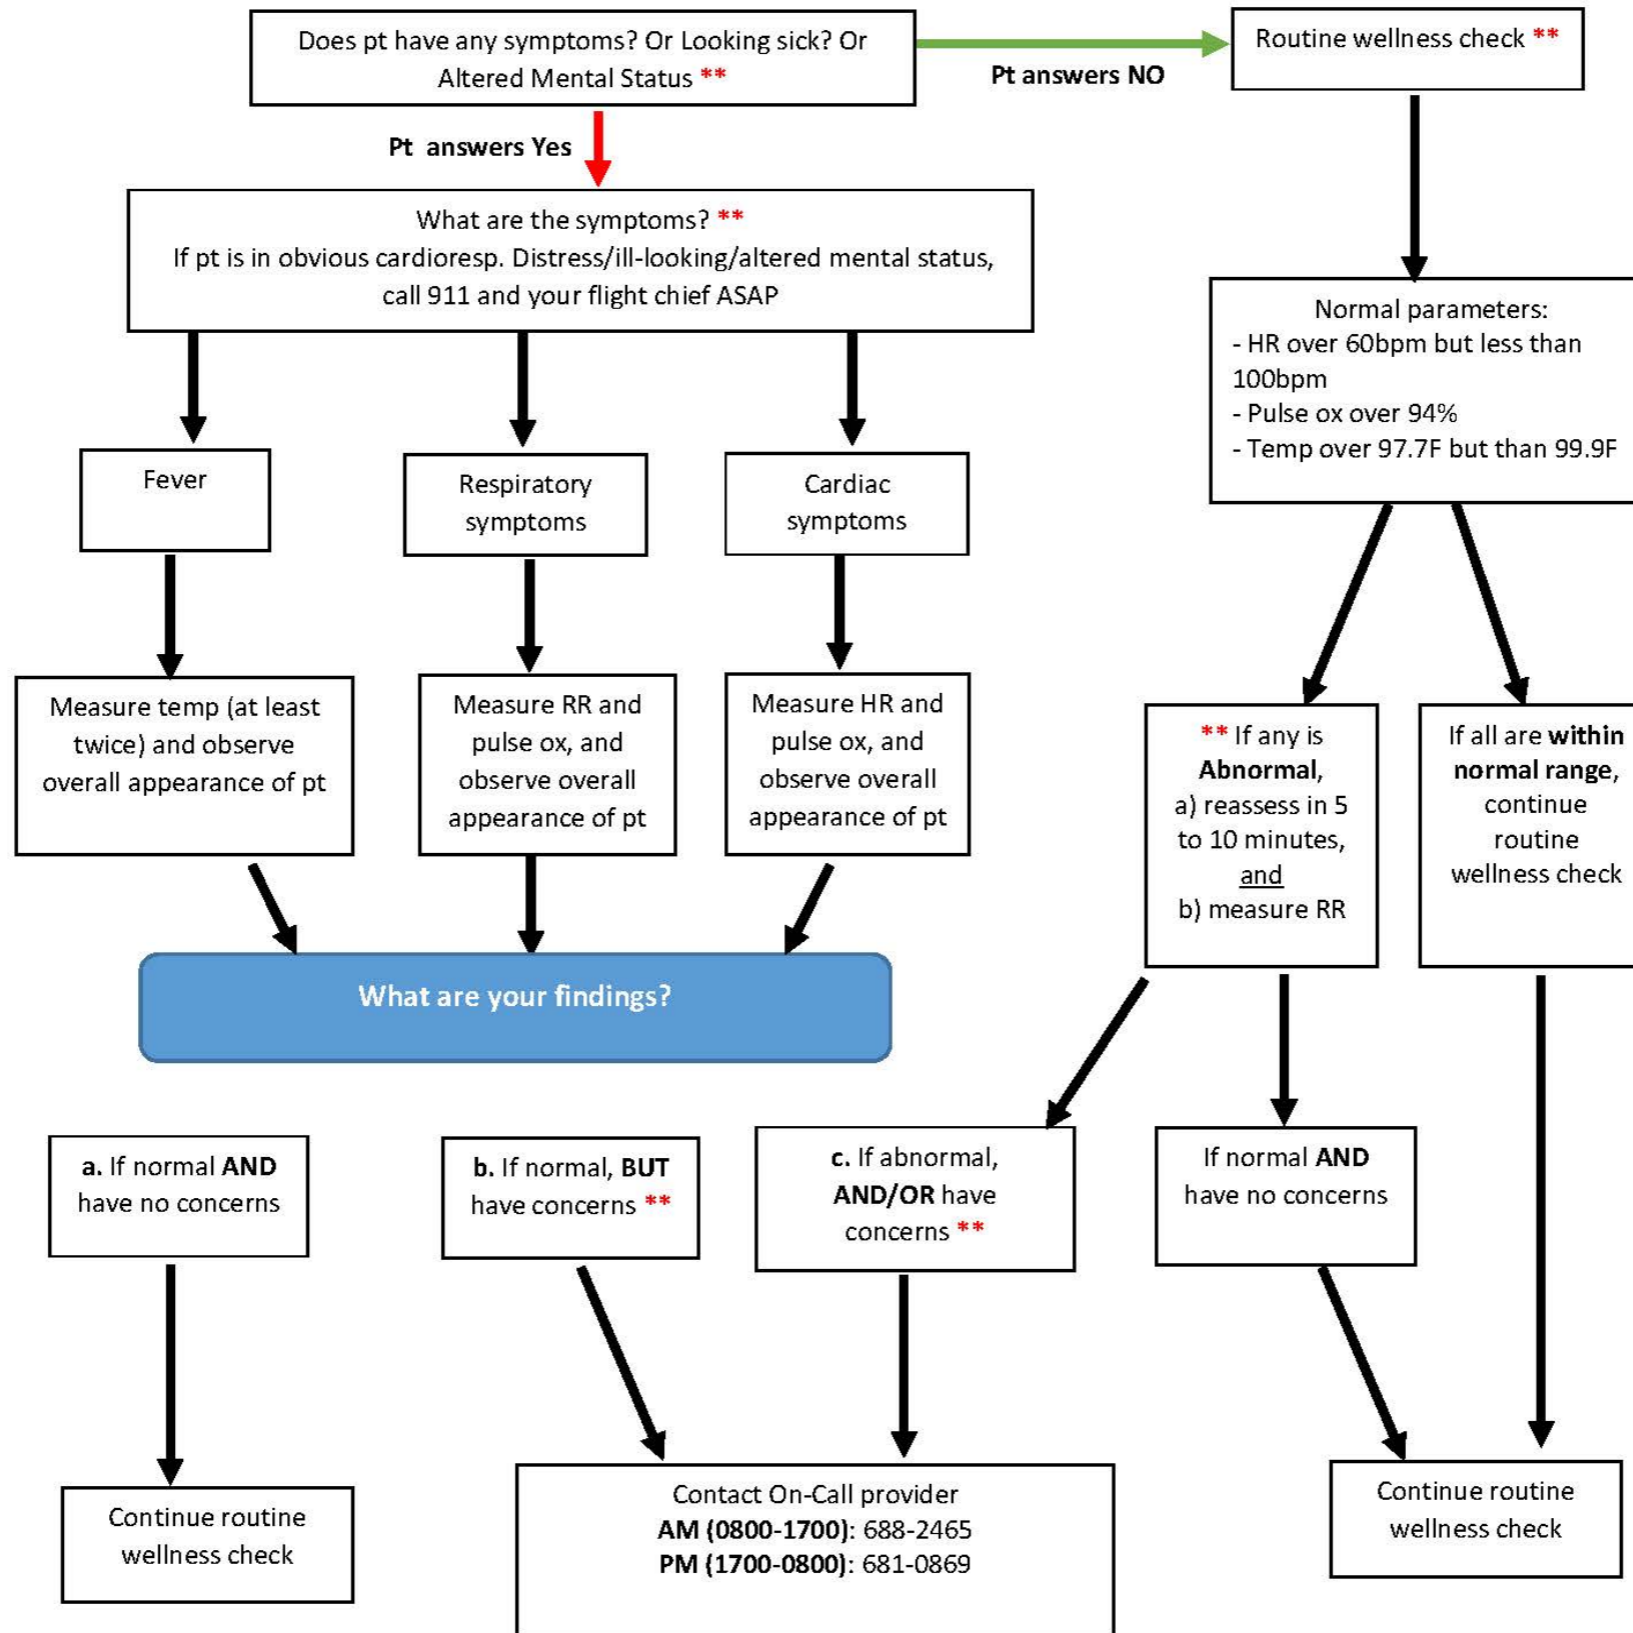 Does pt have any symptoms? Or Looking sick? Or
Altered Mental Status **
Pt answers NO
Routine wellness check **
Pt  answers Yes
What are the symptoms? **
If pt is in obvious cardioresp. Distress/ill-looking/altered mental status,
call 911 and your flight chief ASAP
Normal parameters:
- HR over 60bpm but less than
100bpm
- Pulse ox over 94%
- Temp over 97.7F but than 99.9F
Fever
Respiratory
symptoms
Cardiac
symptoms
Measure temp (at least
twice) and observe
overall appearance of pt
Measure RR and
pulse ox, and
observe overall
appearance of pt
Measure HR and
pulse ox, and
observe overall
appearance of pt
** If any is
Abnormal,
a) reassess in 5
to 10 minutes,
and
b) measure RR
If all are within
normal range,
continue
routine
wellness check
What are your findings?
a. If normal AND
have no concerns
b. If normal, BUT
have concerns **
c. If abnormal,
AND/OR have
concerns **
If normal AND
have no concerns
Continue routine
wellness check
Contact On-Call provider
AM (0800-1700): 688-2465
PM (1700-0800): 681-0869
Continue routine
wellness check